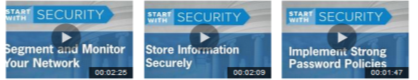 START WITH SECURITY
Segment and Monitor
Your Network
00:02:25
START WITH SECURITY
Store Information
Securely
00:02:09
START WITH SECURITY
Implement Strong
Password Policies
00:01:47